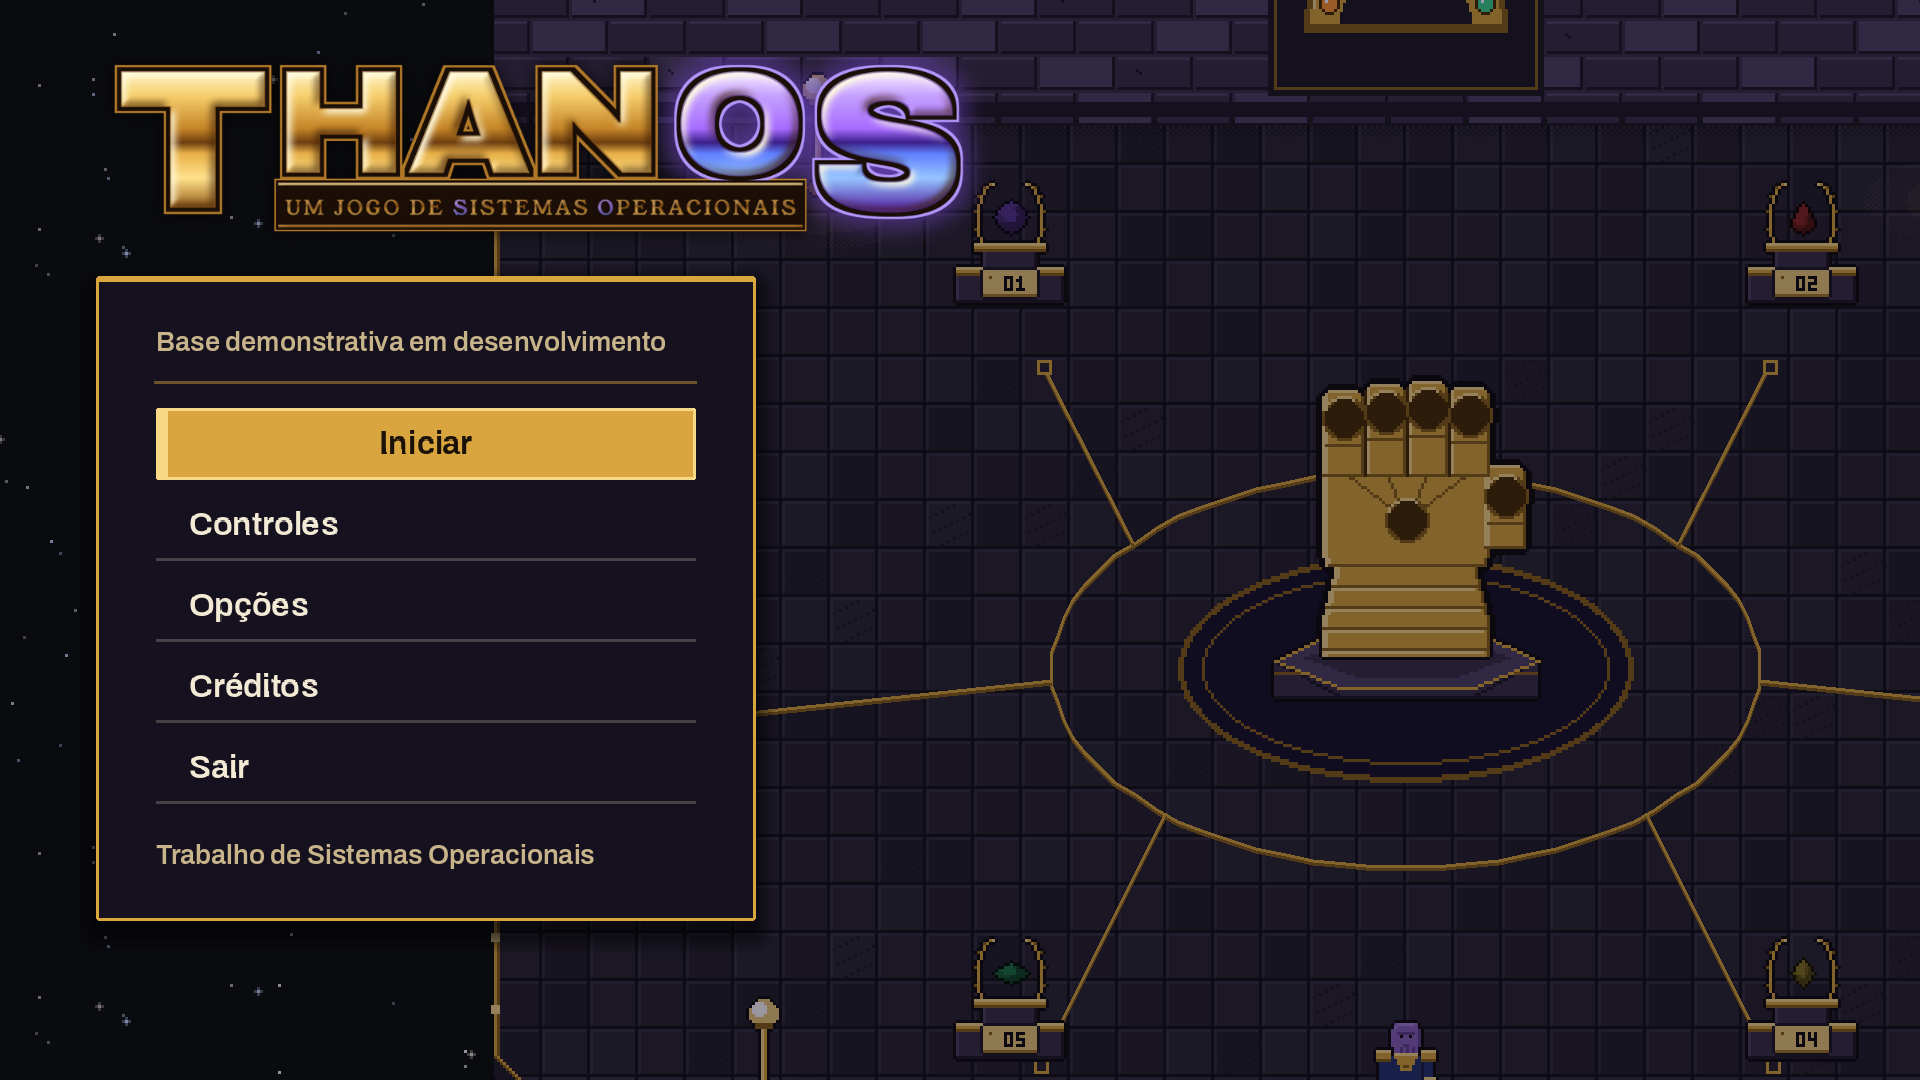 THANOS
UM JOGO DE SISTEMAS OPERACIONAIS
Base demonstrativa em desenvolvimento
Iniciar
Controles
Opções
Créditos
Sair
Trabalho de Sistemas Operacionais
01
02
05
04